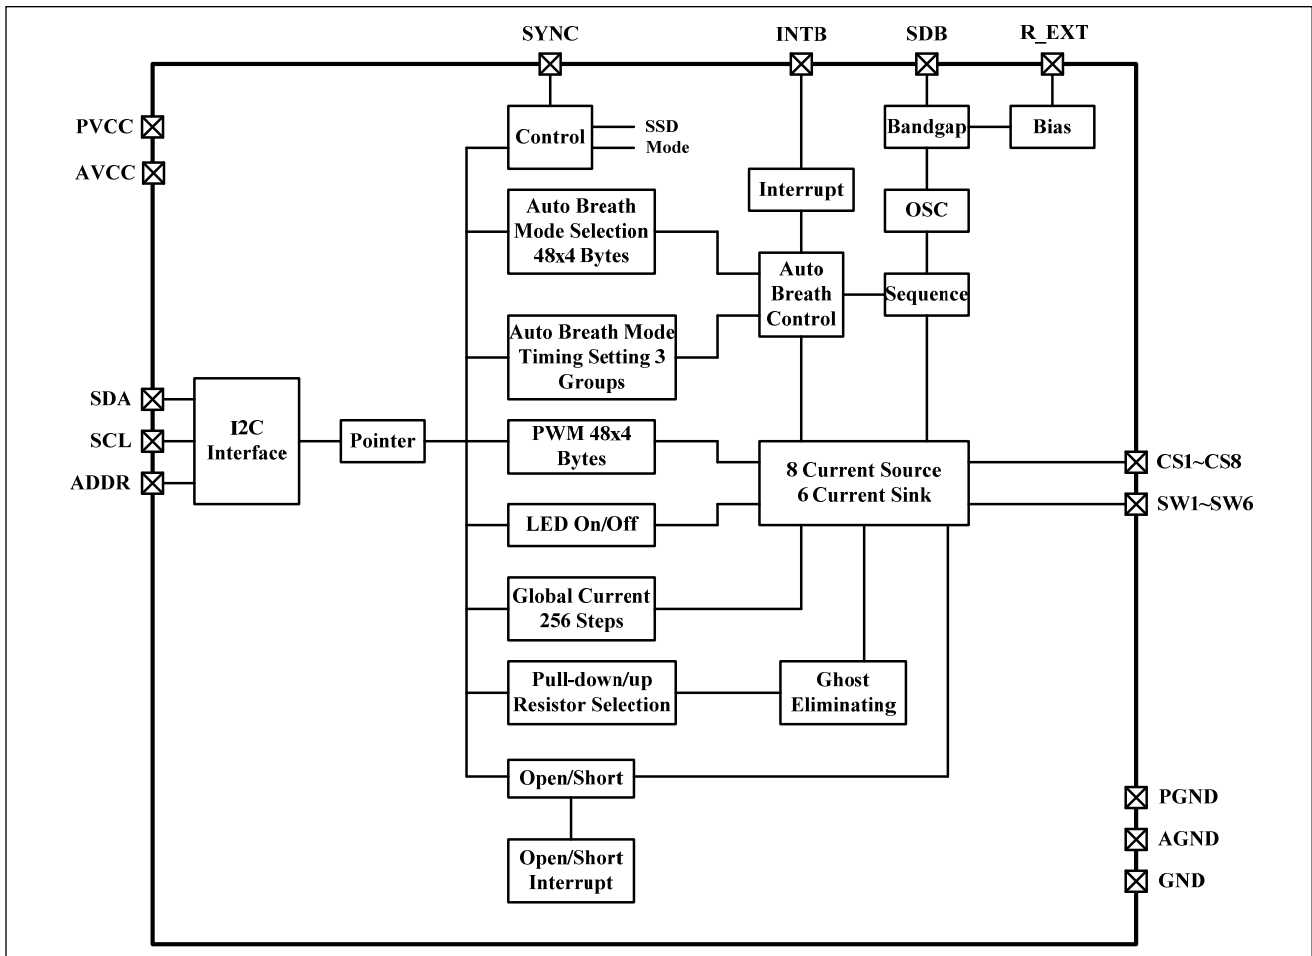 SYNC
INTB
SDB
R_EXT
PVCC
AVCC
Control
SSD
Mode
Bandgap
Bias
Interrupt
OSC
Auto Breath
Mode Selection
48x4 Bytes
Auto
Breath
Control
Sequence
Auto Breath Mode
Timing Setting 3
Groups
SDA
SCL
ADDR
I2C
Interface
Pointer
PWM 48x4
Bytes
8 Current Source
6 Current Sink
CS1~CS8
SW1~SW6
LED On/Off
Global Current
256 Steps
Pull-down/up
Resistor Selection
Ghost
Eliminating
Open/Short
Open/Short
Interrupt
PGND
AGND
GND